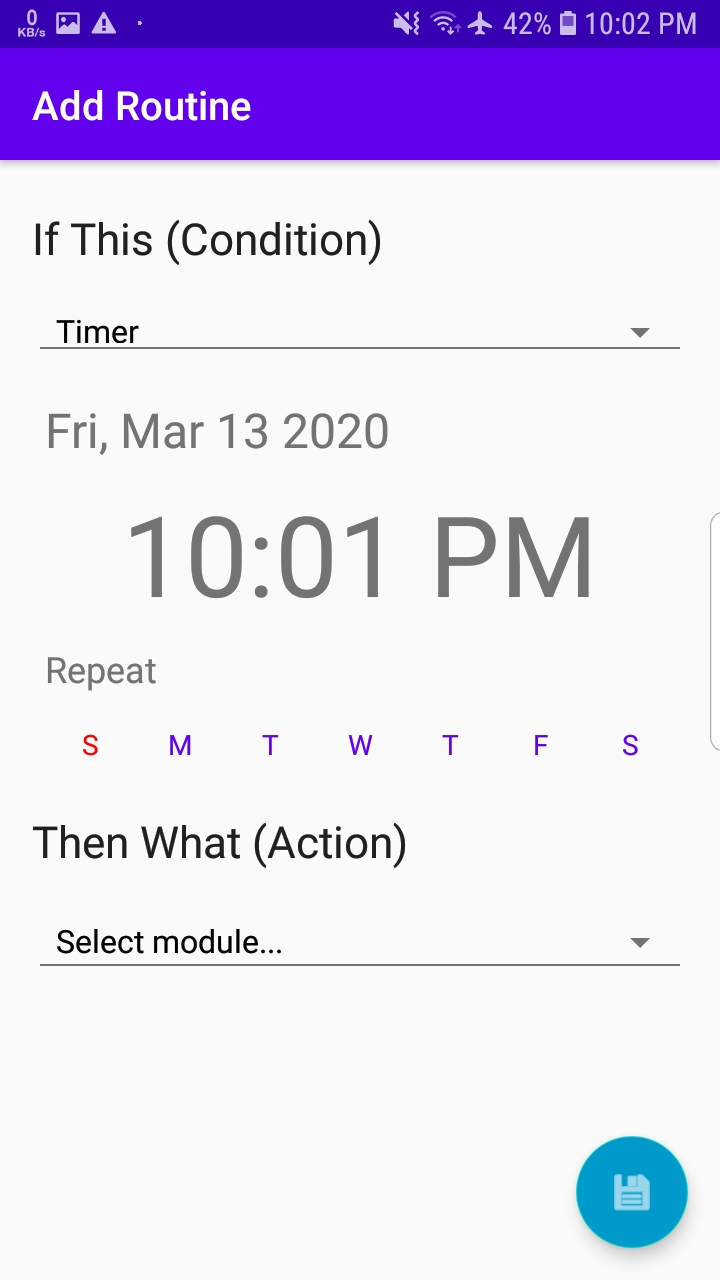 0 KB/s 42% 10:02 PM
Add Routine
If This (Condition)
Timer
Fri, Mar 13 2020
10:01 PM
Repeat
S M T W T F S
Then What (Action)
Select module...